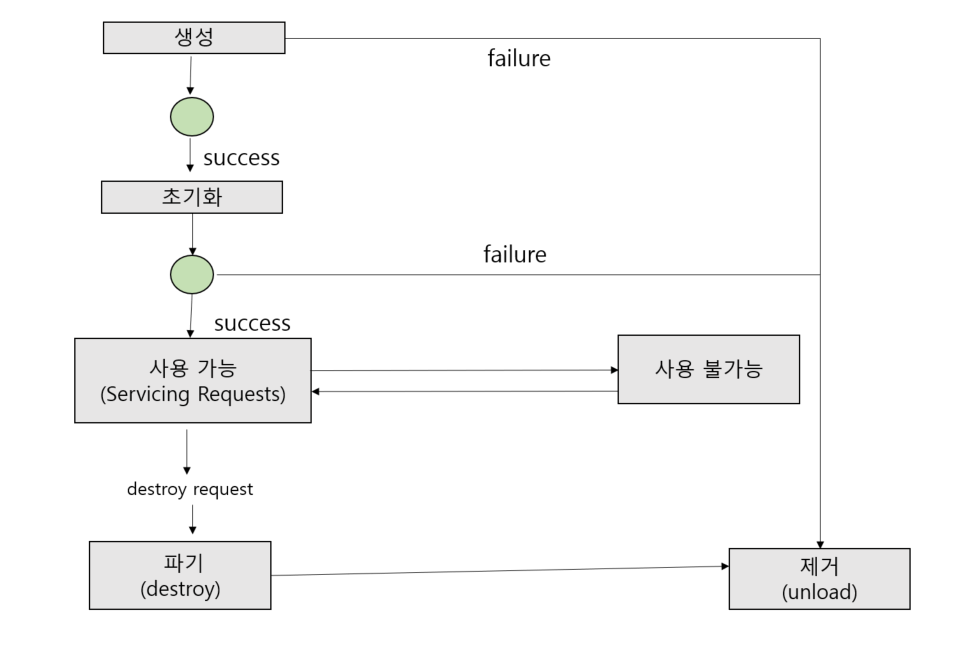 생성
failure
success
초기화
failure
success
사용 가능
(Servicing Requests)
사용 불가능
destroy request
파기
(destroy)
제거
(unload)